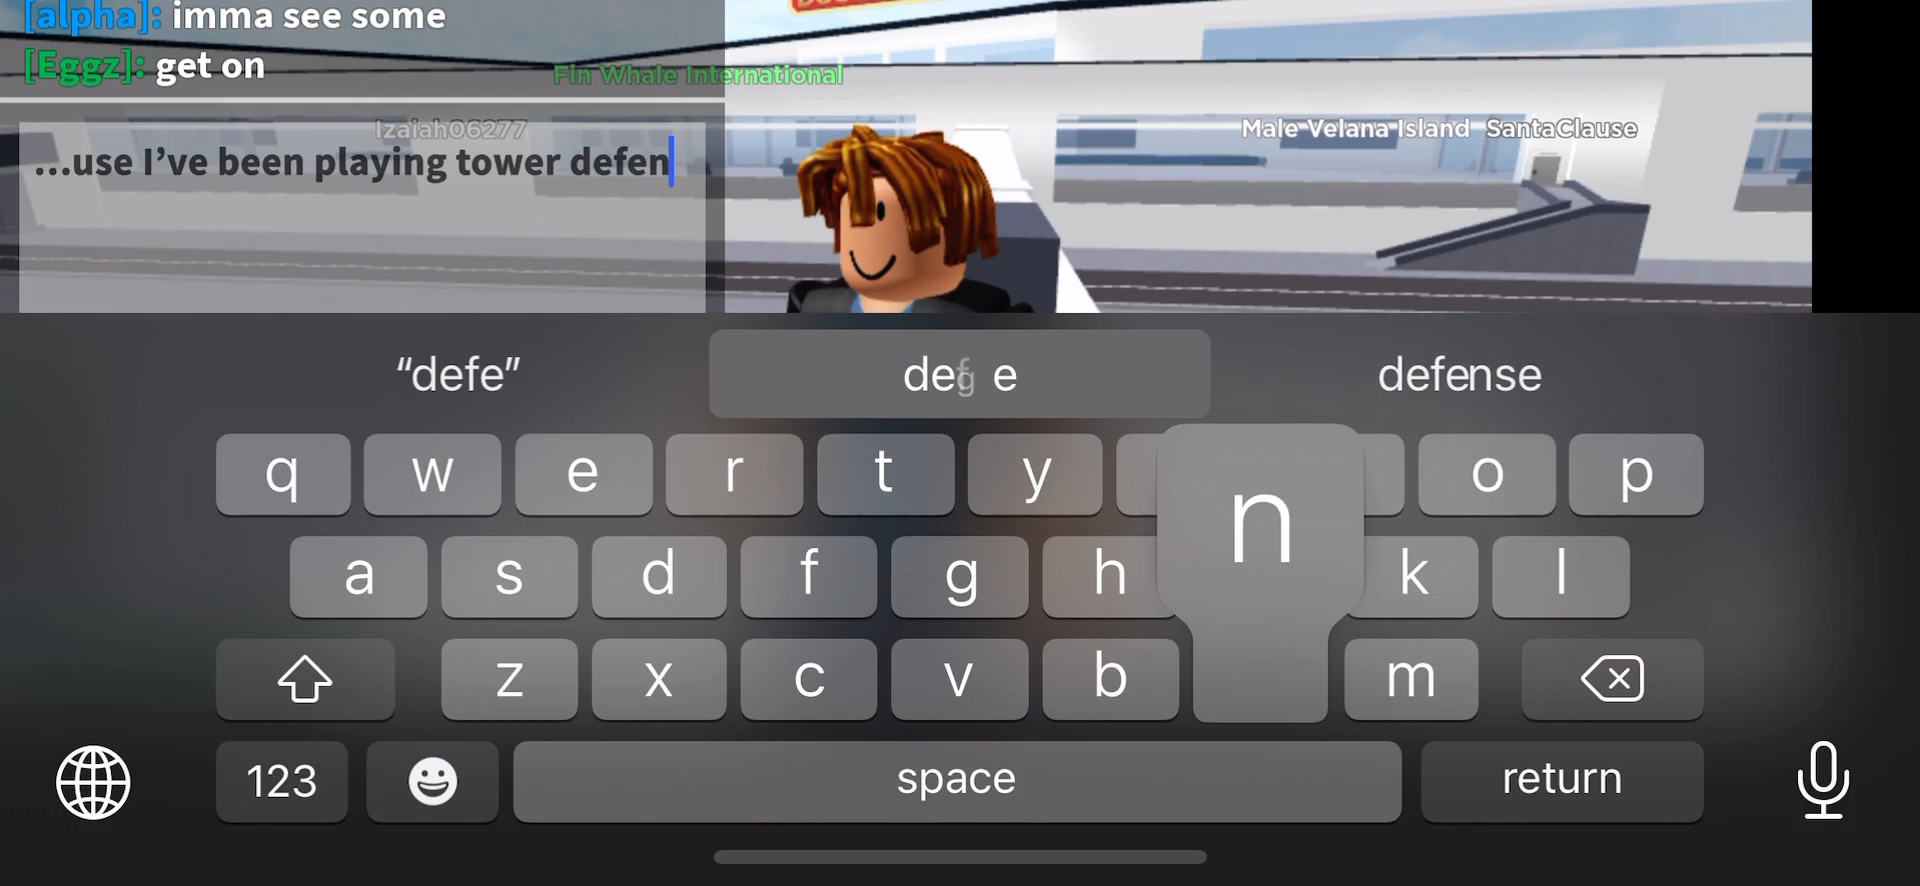 [alpha]: imma see some
[Eggz]: get on
Fin Whale International
Izaiah06277
Male Velana Island SantaClause
...use I've been playing tower defen
“defe” defense
q w e r t y o p
n
a s d f g h k l
z x c v b m
123 space return